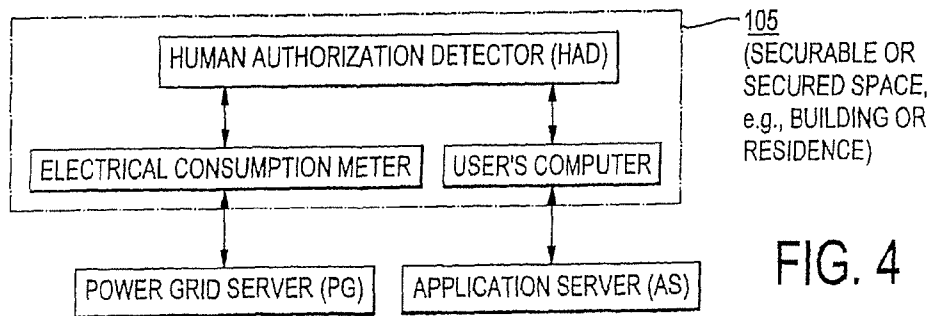 105
(SECURABLE OR
SECURED SPACE,
e.g., BUILDING OR
RESIDENCE)
HUMAN AUTHORIZATION DETECTOR (HAD)
ELECTRICAL CONSUMPTION METER
USER'S COMPUTER
POWER GRID SERVER (PG)
APPLICATION SERVER (AS)
FIG. 4